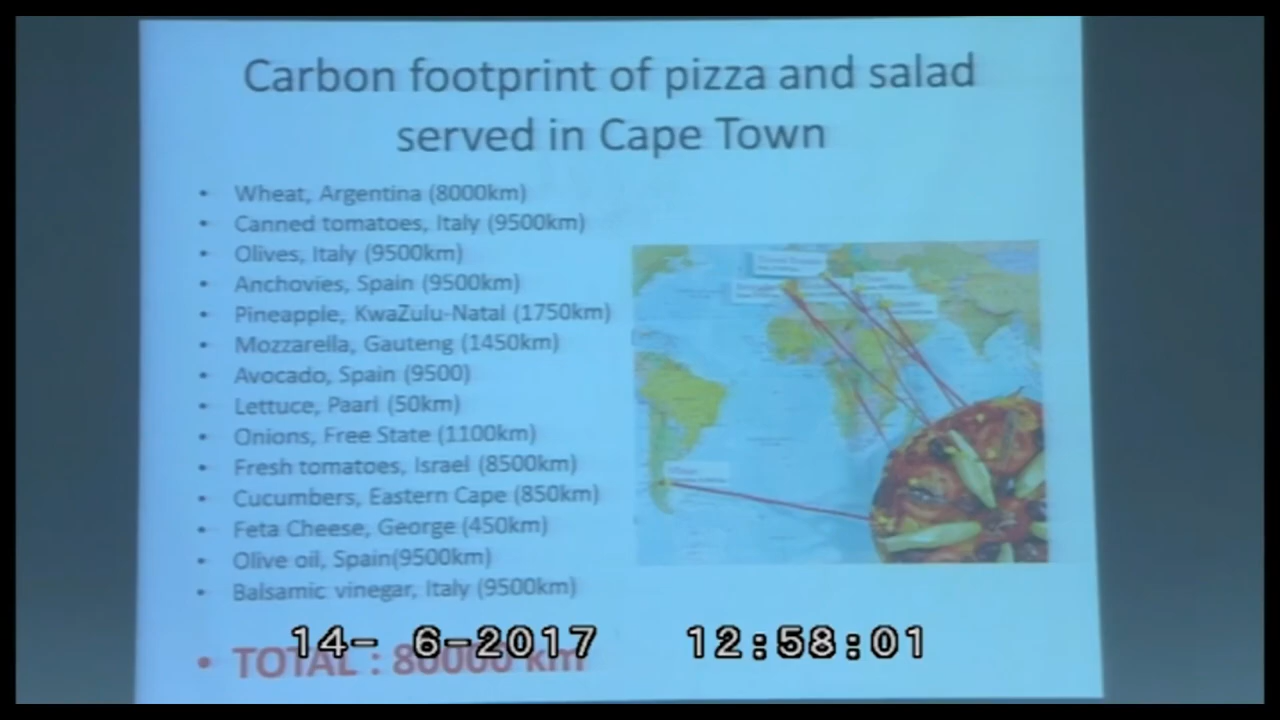 Carbon footprint of pizza and salad
served in Cape Town
• Wheat, Argentina (8000km)
• Canned tomatoes, Italy (9500km)
• Olives, Italy (9500km)
• Anchovies, Spain (9500km)
• Pineapple, KwaZulu-Natal (1750km)
• Mozzarella, Gauteng (1450km)
• Avocado, Spain (9500)
• Lettuce, Paarl (50km)
• Onions, Free State (1100km)
• Fresh tomatoes, Israel (8500km)
• Cucumbers, Eastern Cape (850km)
• Feta Cheese, George (450km)
• Olive oil, Spain(9500km)
• Balsamic vinegar, Italy (9500km)
• TOTAL : 80000 km
14- 6-2017 12:58:01